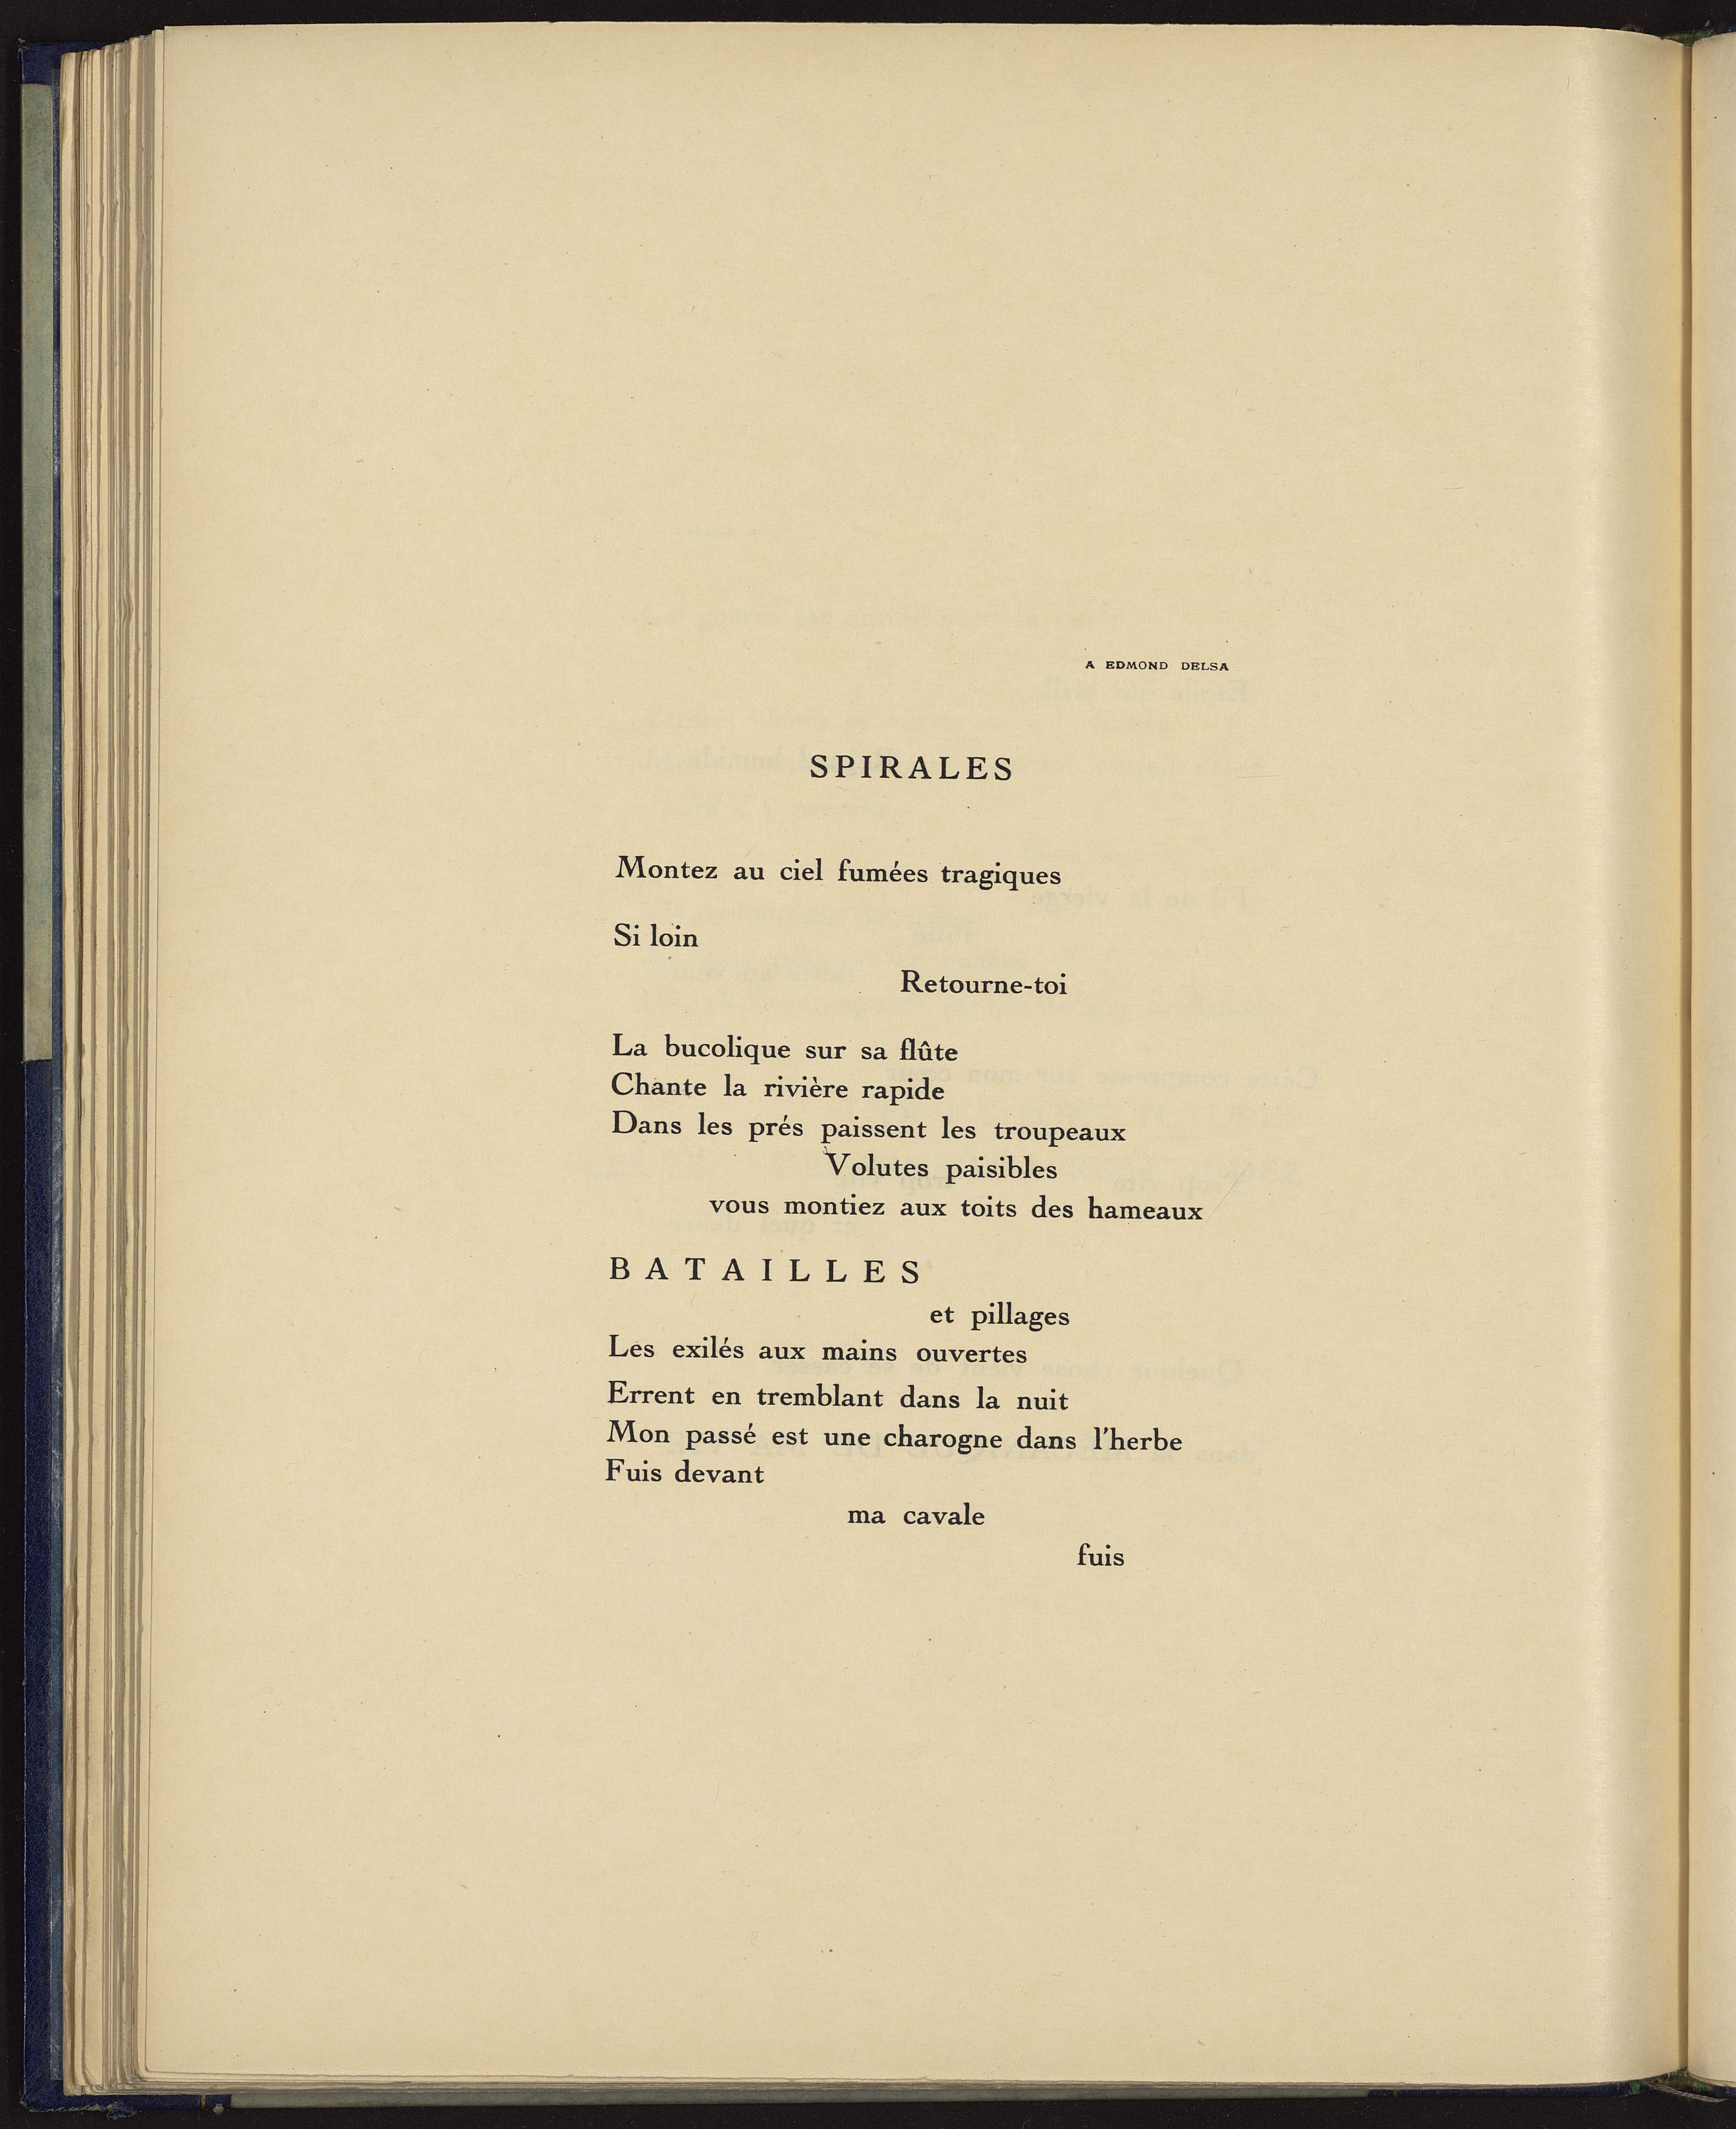 A EDMOND DELSA
SPIRALES
Montez au ciel fumées tragiques
Si loin
Retourne-toi
La bucolique sur sa flûte
Chante la rivière rapide
Dans les prés paissent les troupeaux
Volutes paisibles
vous montiez aux toits des hameaux
BATAILLES
et pillages
Les exilés aux mains ouvertes
Errent en tremblant dans la nuit
Mon passé est une charogne dans l'herbe
Fuis devant
ma cavale
fuis